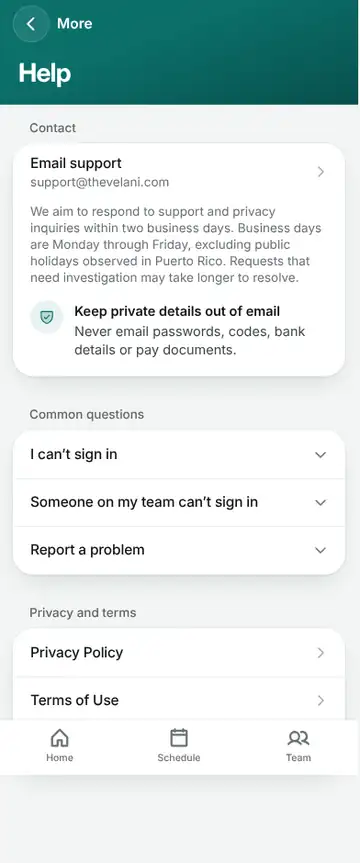 More
Help
Contact
Email support
support@thevelani.com
We aim to respond to support and privacy
inquiries within two business days. Business days
are Monday through Friday, excluding public
holidays observed in Puerto Rico. Requests that
need investigation may take longer to resolve.
Keep private details out of email
Never email passwords, codes, bank
details or pay documents.
Common questions
I can’t sign in
Someone on my team can’t sign in
Report a problem
Privacy and terms
Privacy Policy
Terms of Use
Home Schedule Team